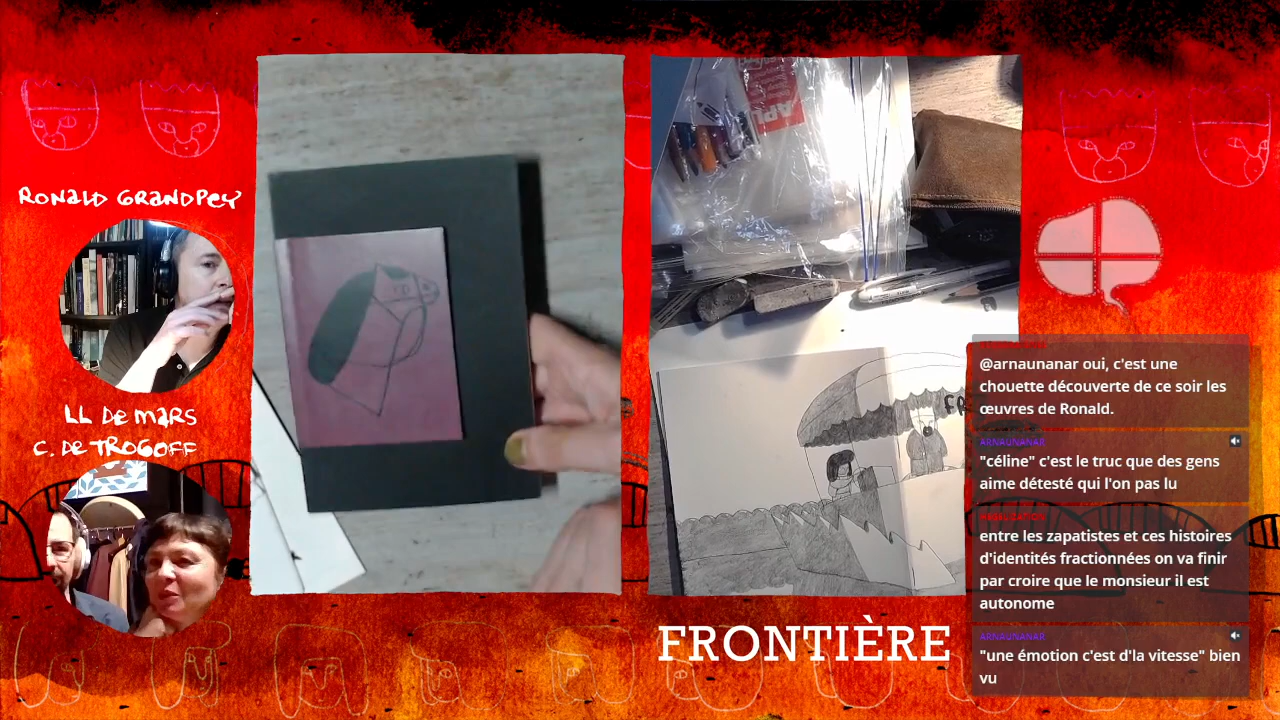 RONALD GRANDPEY
LL DE MARS
C. DE TROGOFF
APLI
FR
@arnaunanar oui, c'est une
chouette découverte de ce soir les
œuvres de Ronald.
ARNAUNANAR
"céline" c'est le truc que des gens
aime détesté qui l'on pas lu
HEGELIZATION
entre les zapatistes et ces histoires
d'identités fractionnées on va finir
par croire que le monsieur il est
autonome
ARNAUNANAR
"une émotion c'est d'la vitesse" bien
vu
FRONTIÈRE